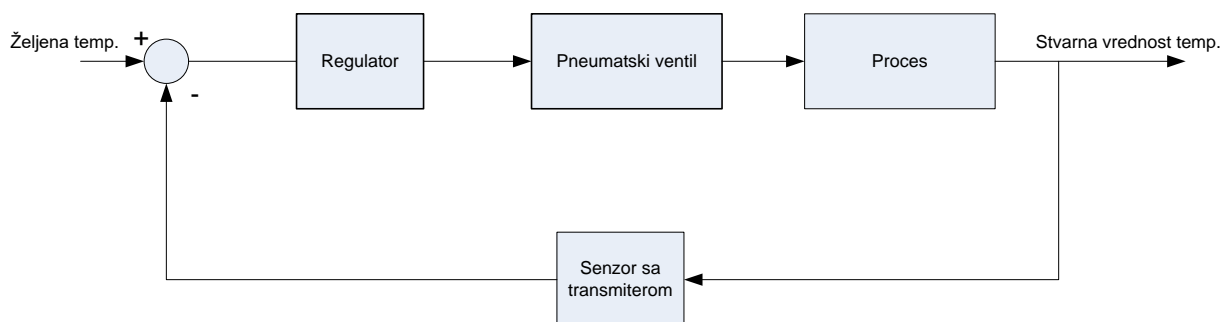 Željena temp.
+
-
Regulator
Pneumatski ventil
Proces
Stvarna vrednost temp.
Senzor sa
transmiterom